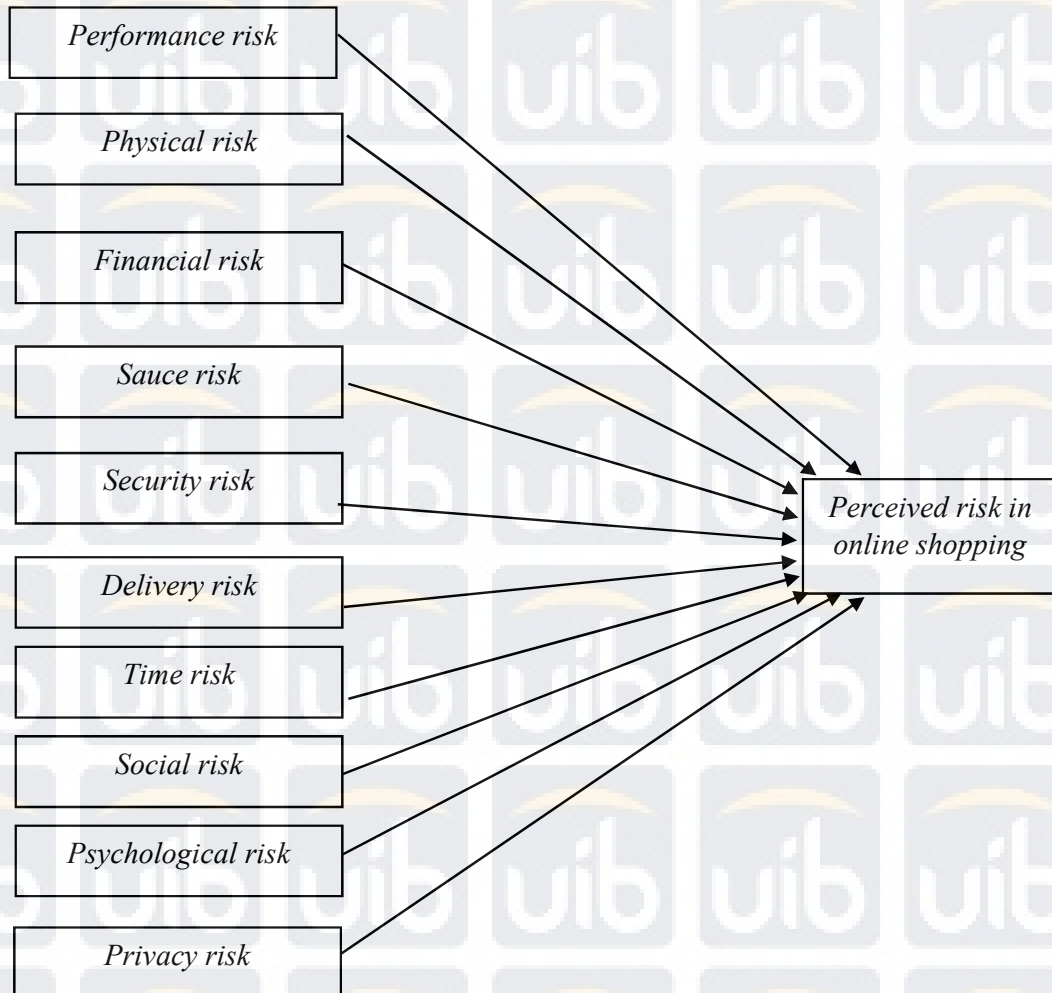 Performance risk
Physical risk
Financial risk
Sauce risk
Security risk
Perceived risk in
online shopping
Delivery risk
Time risk
Social risk
Psychological risk
Privacy risk
uib